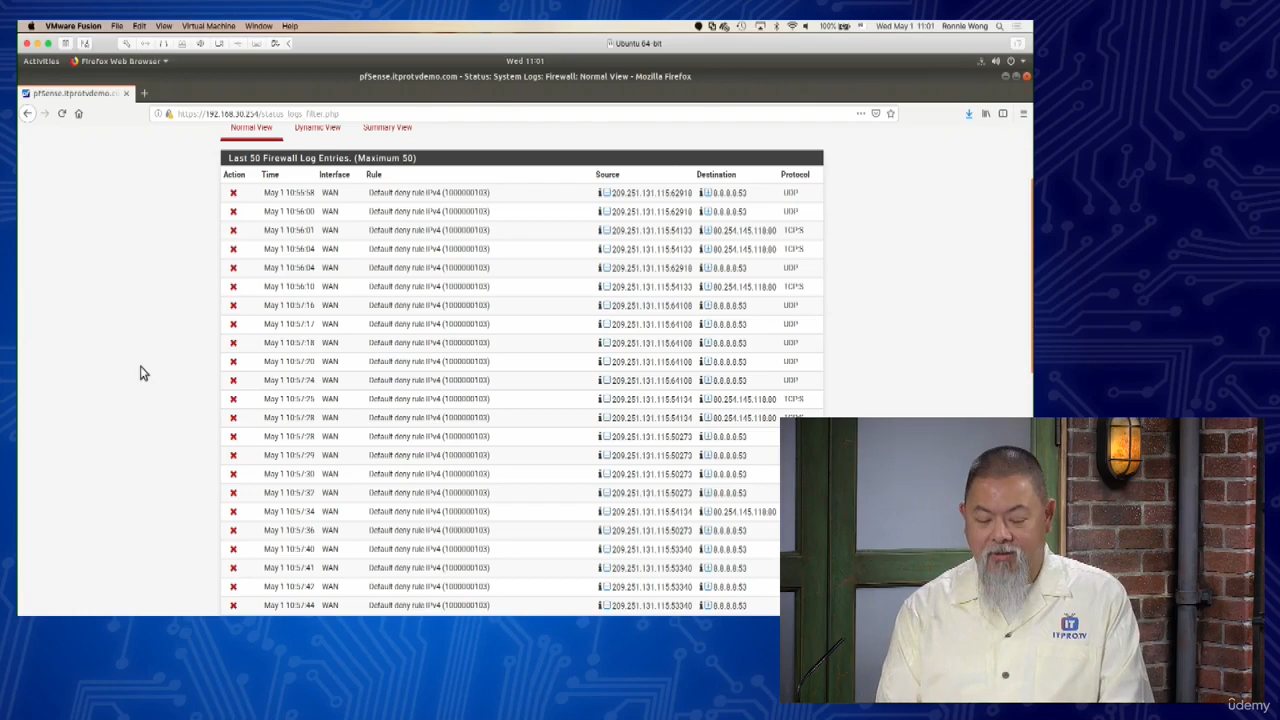 VMware Fusion File Edit View Virtual Machine Window Help 100% Wed May 1 11:01 Ronnie Wong
Ubuntu 64-bit
Activities Firefox Web Browser Wed 11:01
pfSense.itprotvdemo.com - Status: System Logs: Firewall: Normal View - Mozilla Firefox
pfSense.itprotvdemo.co
https://192.168.30.254/status_logs_filter.php
Normal View Dynamic View Summary View
Last 50 Firewall Log Entries. (Maximum 50)
Action Time Interface Rule Source Destination Protocol
May 1 10:55:58 WAN Default deny rule IPv4 (1000000103) 209.251.131.115:62918 8.8.8.8:53 UDP
May 1 10:56:00 WAN Default deny rule IPv4 (1000000103) 209.251.131.115:62918 8.8.8.8:53 UDP
May 1 10:56:01 WAN Default deny rule IPv4 (1000000103) 209.251.131.115:54133 80.254.145.118:80 TCP:S
May 1 10:56:04 WAN Default deny rule IPv4 (1000000103) 209.251.131.115:54133 80.254.145.118:80 TCP:S
May 1 10:56:04 WAN Default deny rule IPv4 (1000000103) 209.251.131.115:62918 8.8.8.8:53 UDP
May 1 10:56:10 WAN Default deny rule IPv4 (1000000103) 209.251.131.115:54133 80.254.145.118:80 TCP:S
May 1 10:57:16 WAN Default deny rule IPv4 (1000000103) 209.251.131.115:64108 8.8.8.8:53 UDP
May 1 10:57:17 WAN Default deny rule IPv4 (1000000103) 209.251.131.115:64108 8.8.8.8:53 UDP
May 1 10:57:18 WAN Default deny rule IPv4 (1000000103) 209.251.131.115:64108 8.8.8.8:53 UDP
May 1 10:57:20 WAN Default deny rule IPv4 (1000000103) 209.251.131.115:64108 8.8.8.8:53 UDP
May 1 10:57:24 WAN Default deny rule IPv4 (1000000103) 209.251.131.115:64108 8.8.8.8:53 UDP
May 1 10:57:25 WAN Default deny rule IPv4 (1000000103) 209.251.131.115:54134 80.254.145.118:80 TCP:S
May 1 10:57:28 WAN Default deny rule IPv4 (1000000103) 209.251.131.115:54134 80.254.145.118:80 TCP:S
May 1 10:57:28 WAN Default deny rule IPv4 (1000000103) 209.251.131.115:50273 8.8.8.8:53
May 1 10:57:29 WAN Default deny rule IPv4 (1000000103) 209.251.131.115:50273 8.8.8.8:53
May 1 10:57:30 WAN Default deny rule IPv4 (1000000103) 209.251.131.115:50273 8.8.8.8:53
May 1 10:57:32 WAN Default deny rule IPv4 (1000000103) 209.251.131.115:50273 8.8.8.8:53
May 1 10:57:34 WAN Default deny rule IPv4 (1000000103) 209.251.131.115:54134 80.254.145.118:80
May 1 10:57:36 WAN Default deny rule IPv4 (1000000103) 209.251.131.115:50273 8.8.8.8:53
May 1 10:57:40 WAN Default deny rule IPv4 (1000000103) 209.251.131.115:53340 8.8.8.8:53
May 1 10:57:41 WAN Default deny rule IPv4 (1000000103) 209.251.131.115:53340 8.8.8.8:53
May 1 10:57:42 WAN Default deny rule IPv4 (1000000103) 209.251.131.115:53340 8.8.8.8:53
May 1 10:57:44 WAN Default deny rule IPv4 (1000000103) 209.251.131.115:53340 8.8.8.8:53
IT
ITPRO.TV
ûdemy